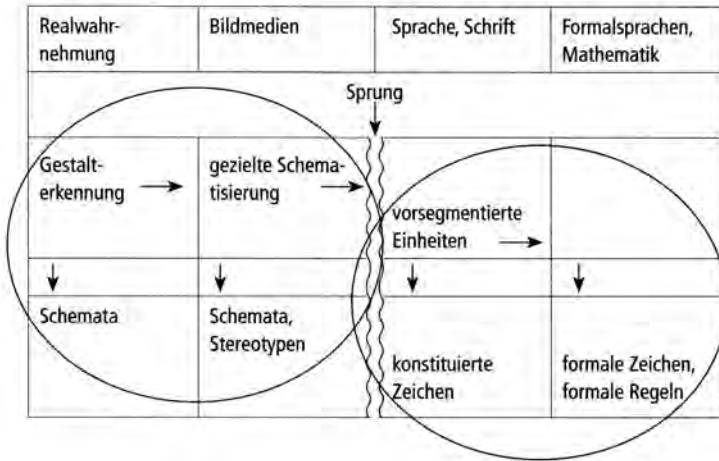 Realwahr-
nehmung
Bildmedien
Sprache, Schrift
Formalsprachen,
Mathematik
Sprung
Gestalt-
erkennung
gezielte Schema-
tisierung
vorsegmentierte
Einheiten
Schemata
Schemata,
Stereotypen
konstituierte
Zeichen
formale Zeichen,
formale Regeln